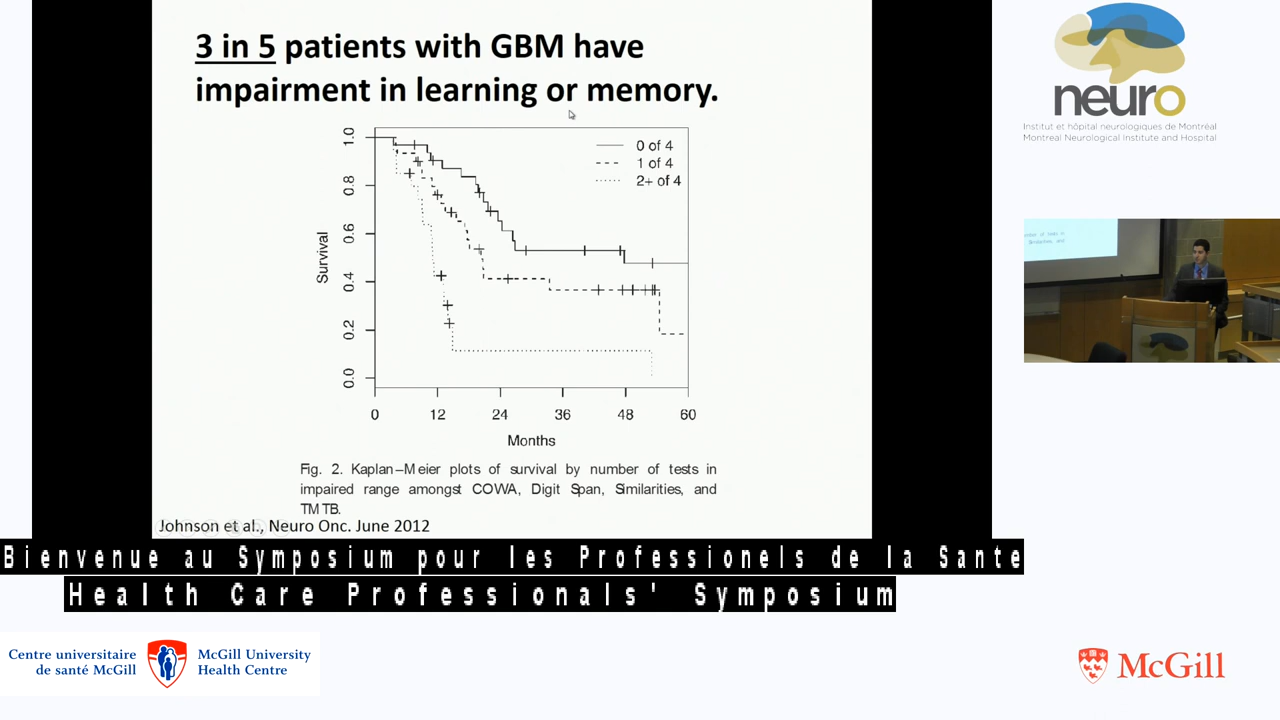 3 in 5 patients with GBM have
impairment in learning or memory.
1.0
0.8
0.6
0.4
0.2
0.0
Survival
0 of 4
1 of 4
2+ of 4
0 12 24 36 48 60
Months
Fig. 2. Kaplan–Meier plots of survival by number of tests in
impaired range amongst COWA, Digit Span, Similarities, and
TMTB.
Johnson et al., Neuro Onc. June 2012
neuro
Institut et hôpital neurologiques de Montréal
Montreal Neurological Institute and Hospital
Bienvenue au Symposium pour les Professionels de la Sante
Health Care Professionals' Symposium
Centre universitaire
de santé McGill
McGill University
Health Centre
McGill